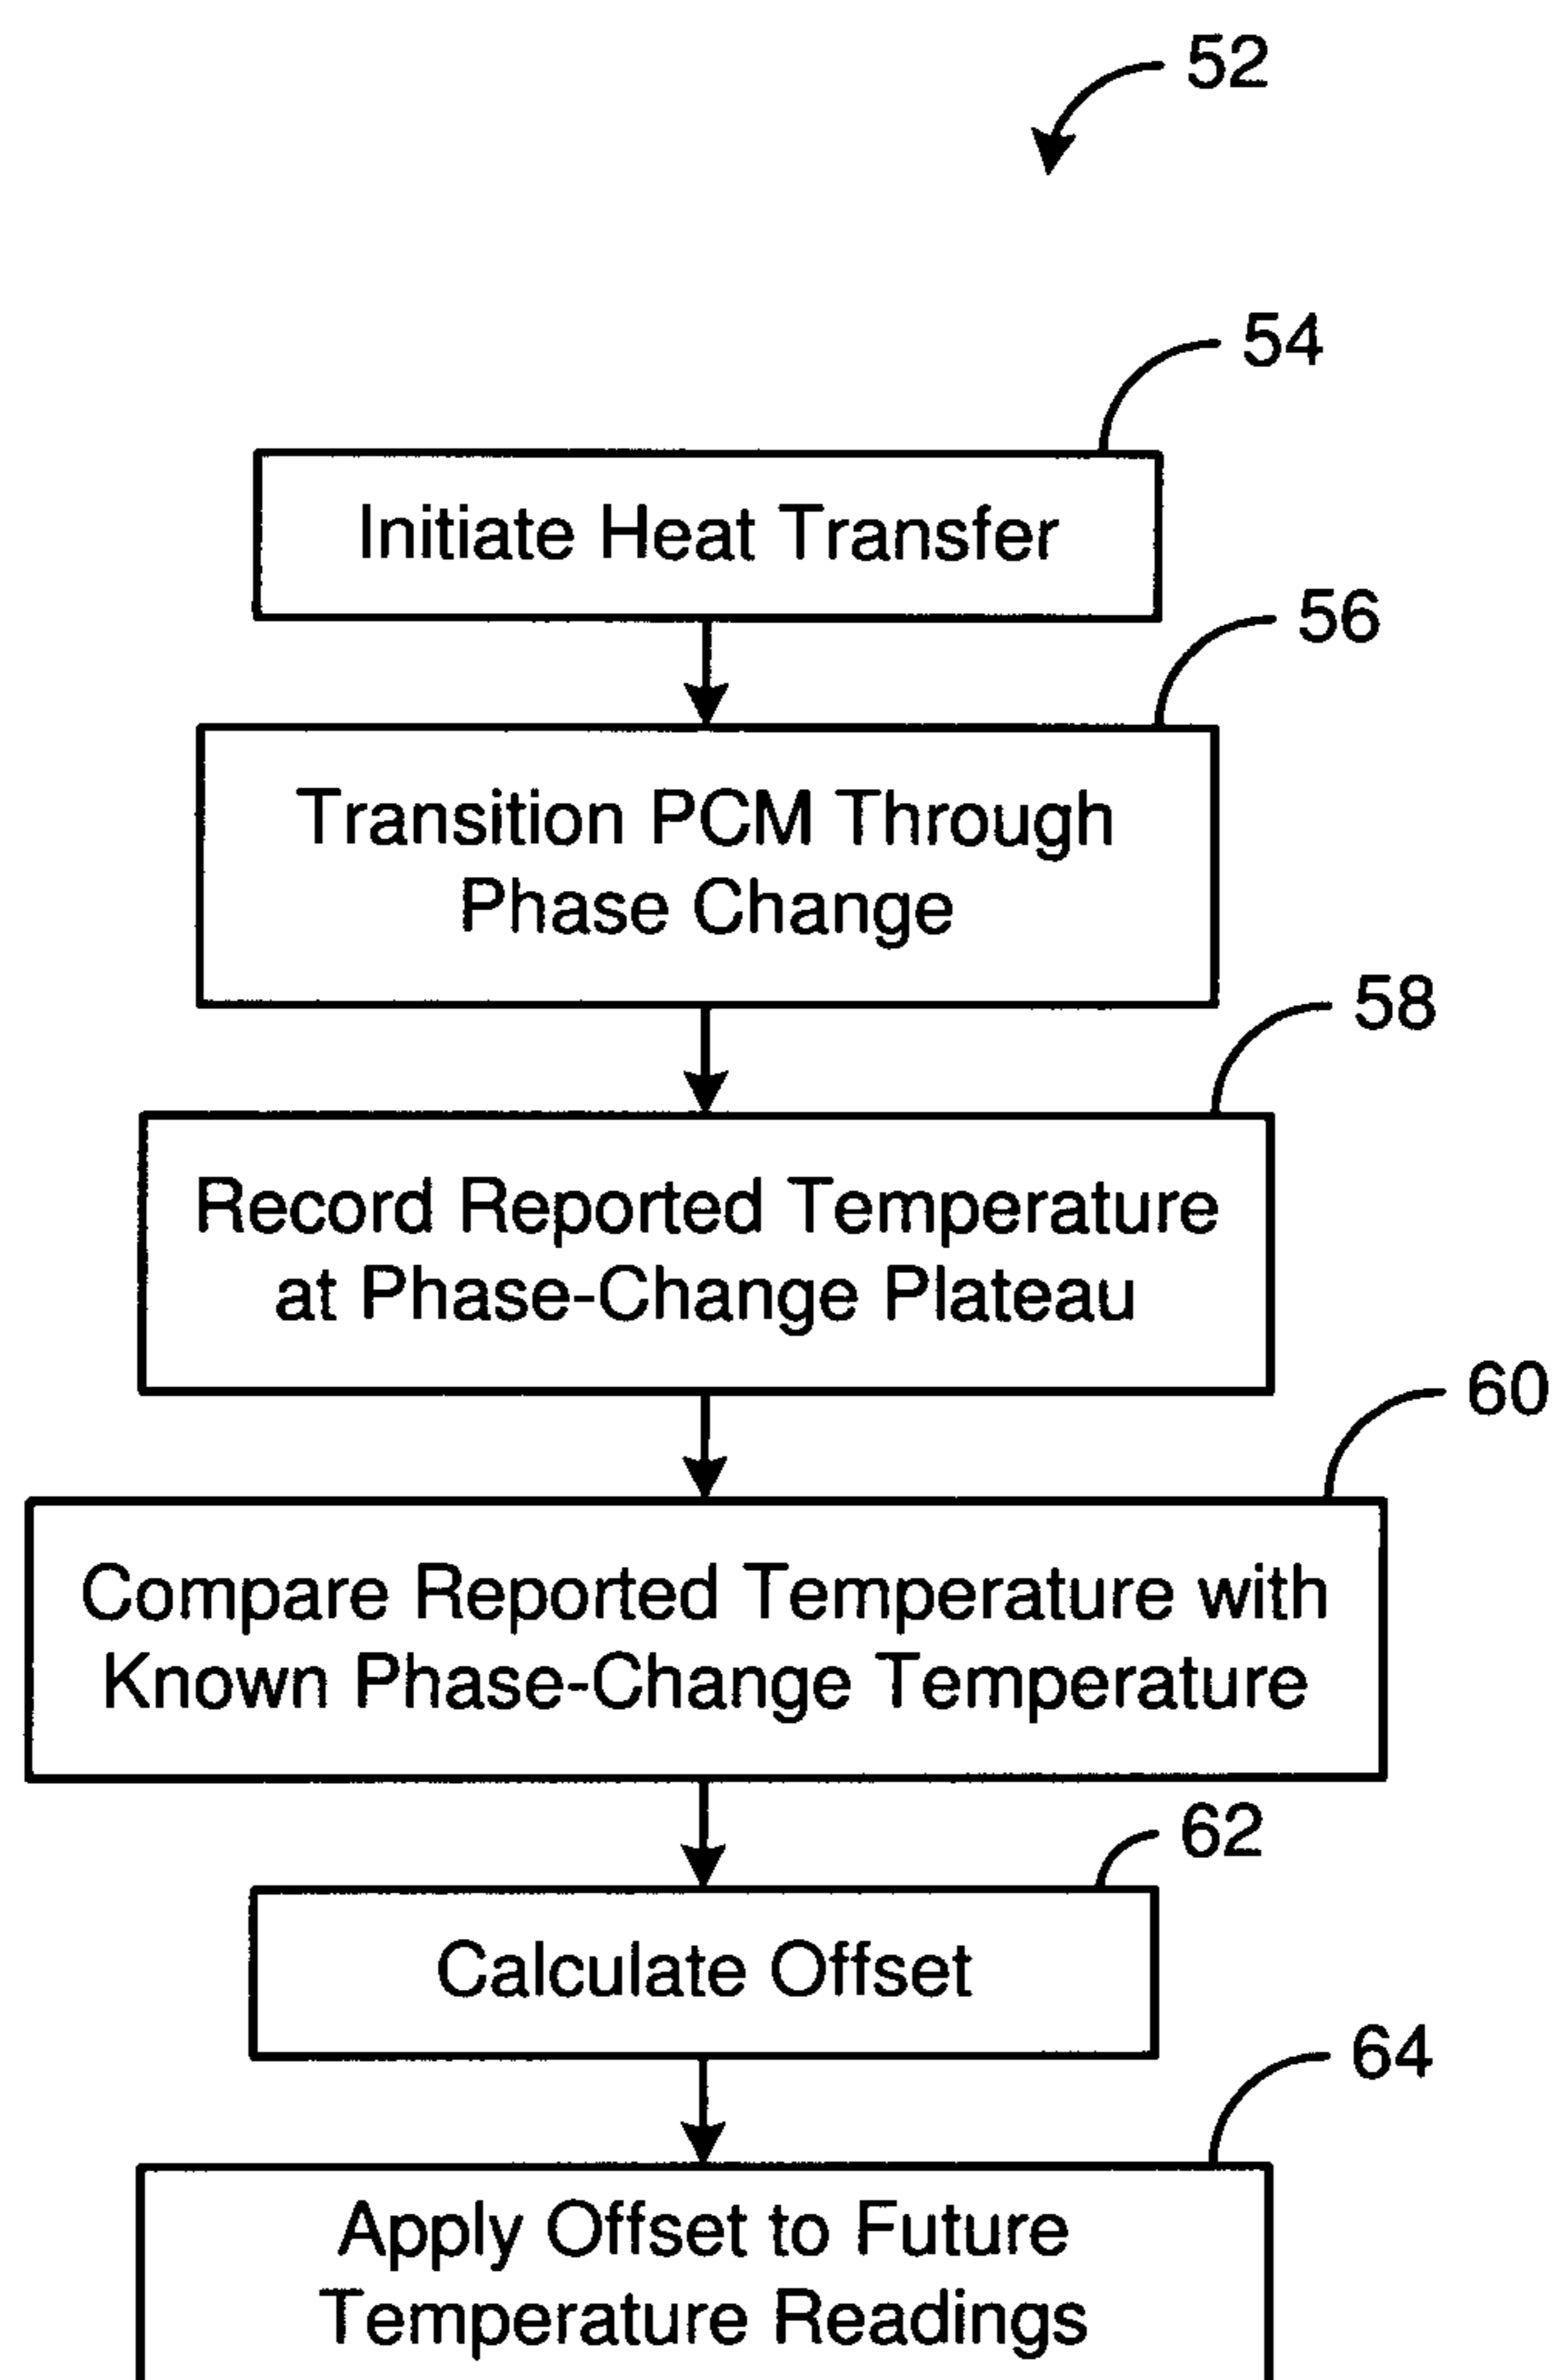 52
54
Initiate Heat Transfer
56
Transition PCM Through
Phase Change
58
Record Reported Temperature
at Phase-Change Plateau
60
Compare Reported Temperature with
Known Phase-Change Temperature
62
Calculate Offset
64
Apply Offset to Future
Temperature Readings